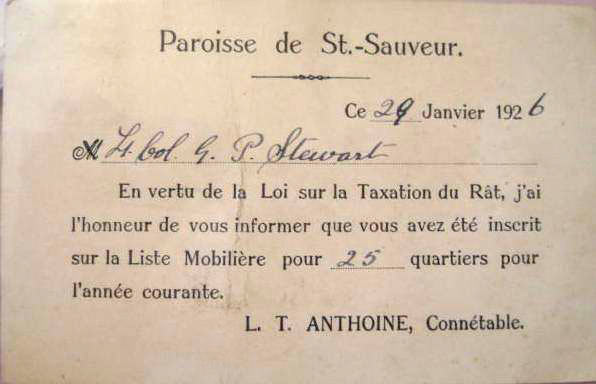 Paroisse de St.-Sauveur.
Ce 29 Janvier 1926
M Lt. Col. G. P. Stewart
En vertu de la Loi sur la Taxation du Rât, j'ai
l'honneur de vous informer que vous avez été inscrit
sur la Liste Mobilière pour 25 quartiers pour
l'année courante.
L. T. ANTHOINE, Connétable.